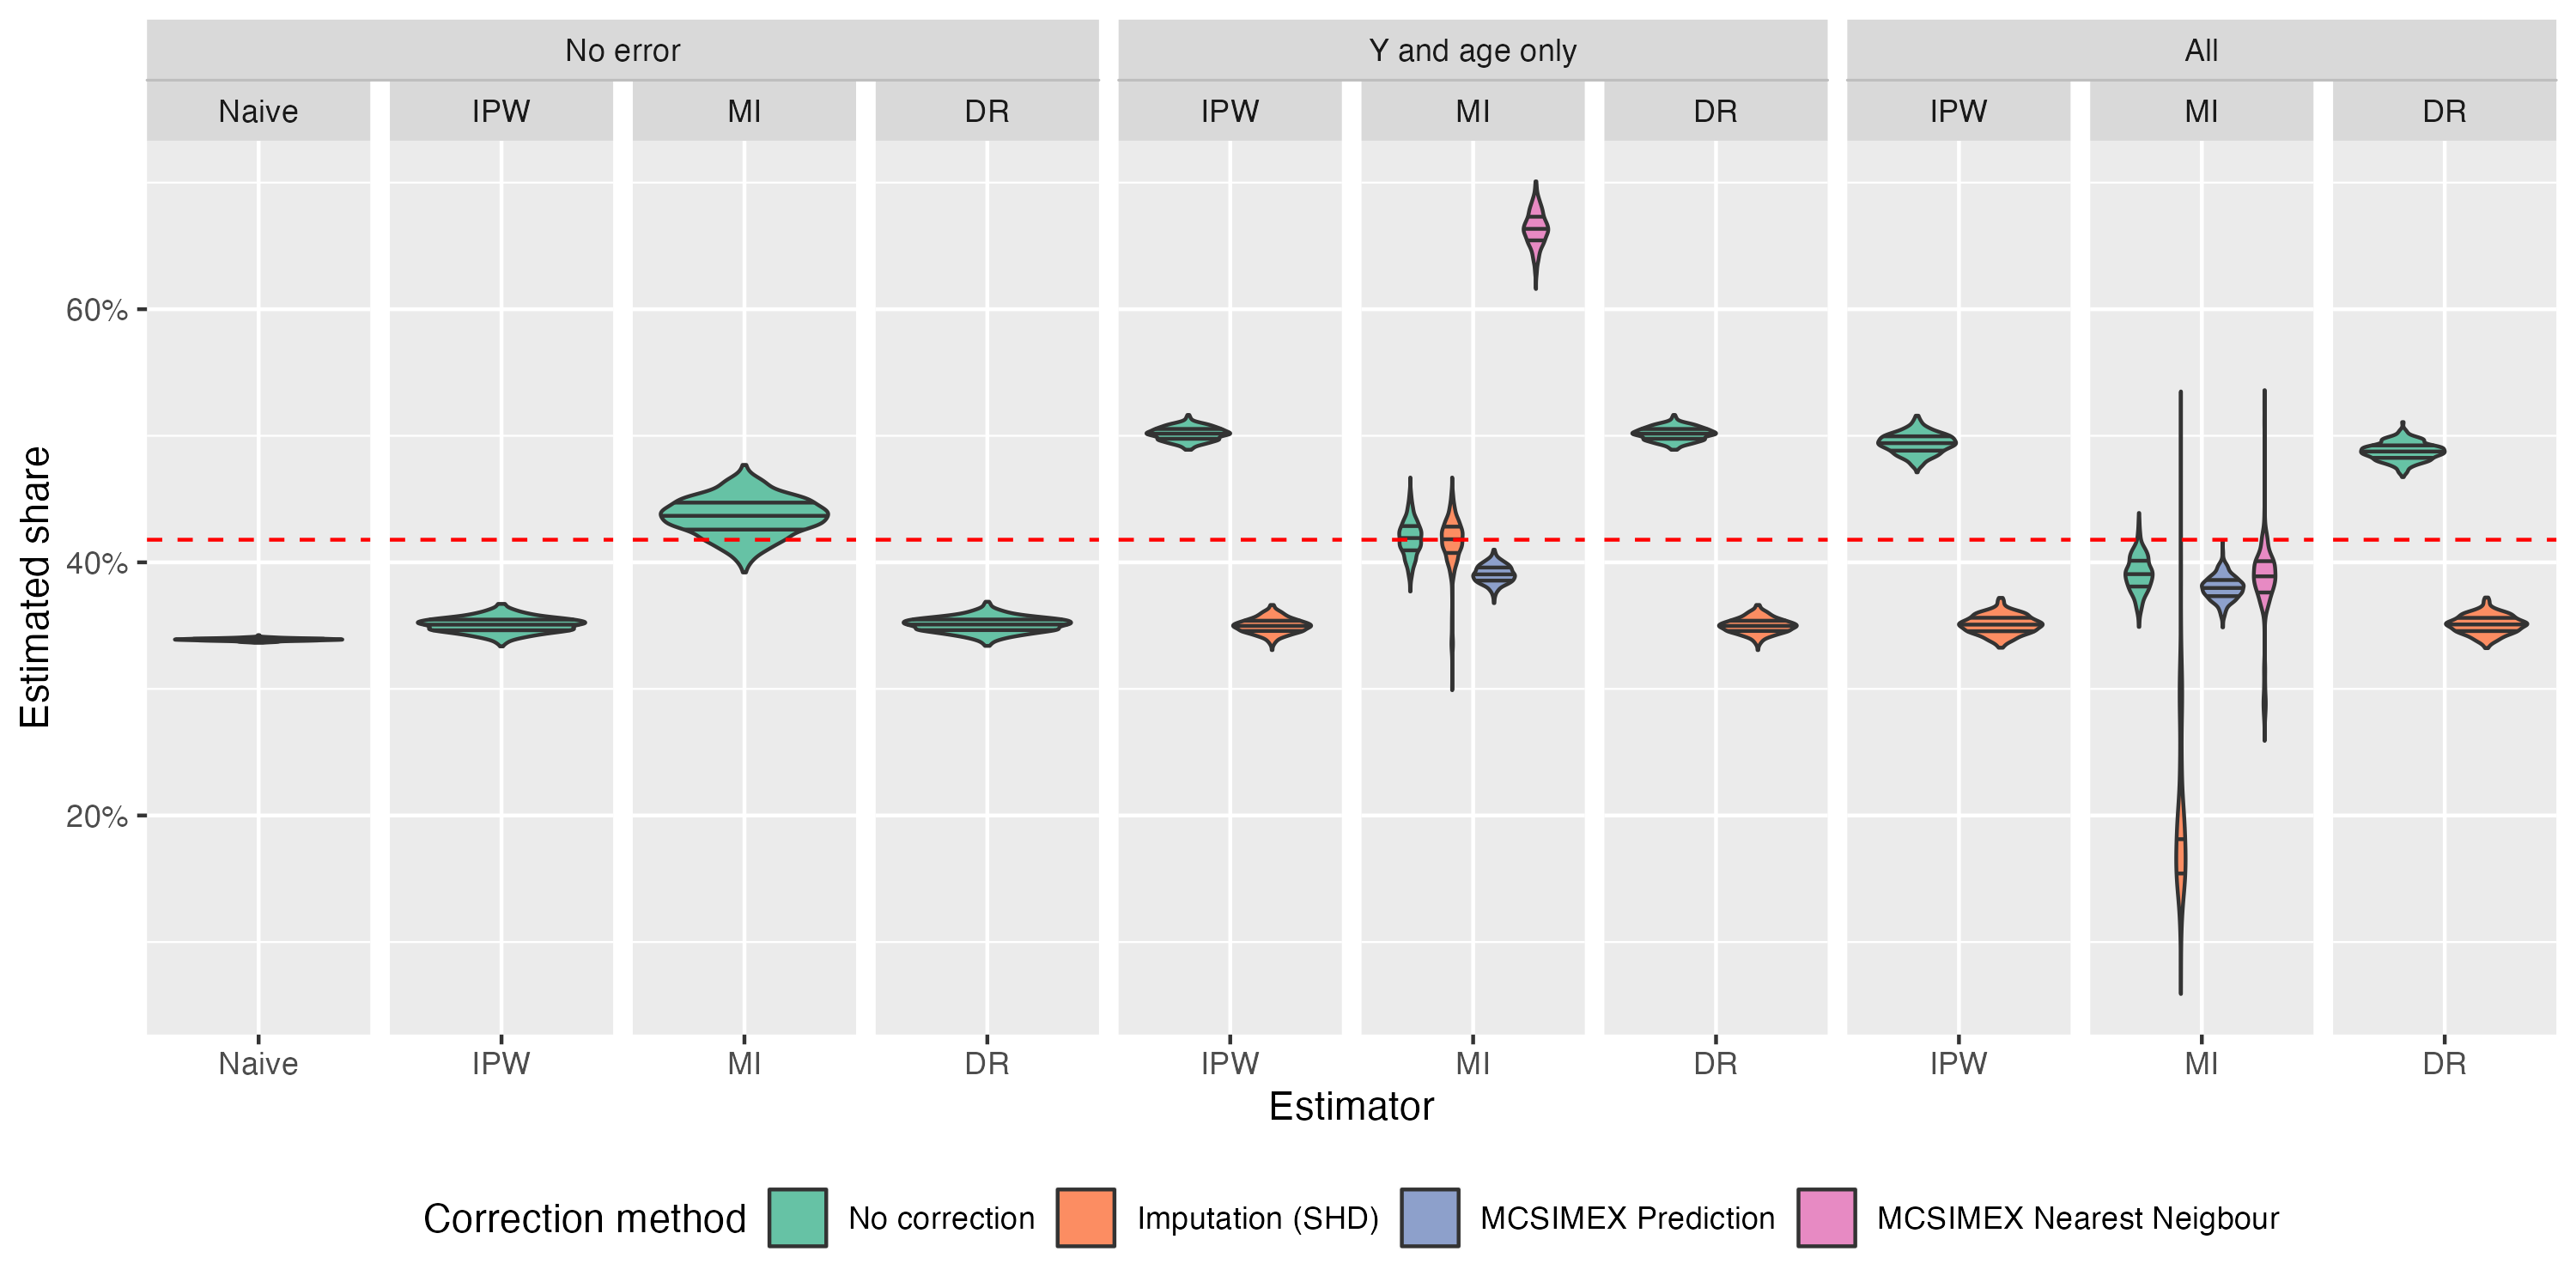 No error Y and age only All
Naive IPW MI DR IPW MI DR IPW MI DR
Estimated share
60%
40%
20%
Naive IPW MI DR IPW MI DR IPW MI DR
Estimator
Correction method No correction Imputation (SHD) MCSIMEX Prediction MCSIMEX Nearest Neigbour